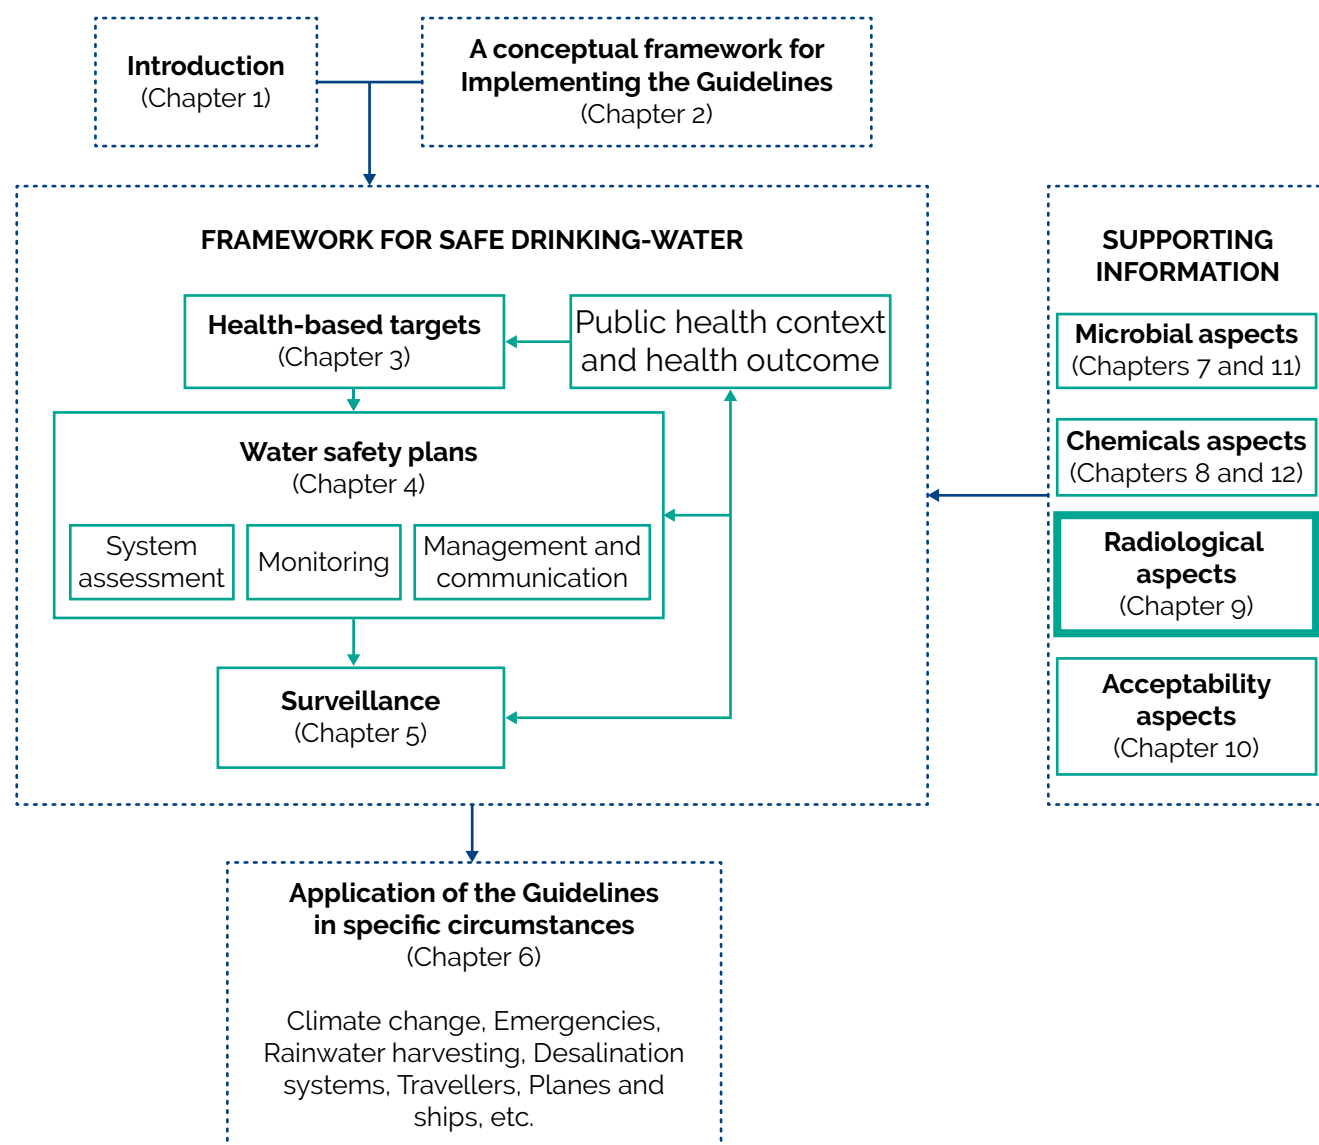 Introduction
(Chapter 1)
A conceptual framework for
Implementing the Guidelines
(Chapter 2)
FRAMEWORK FOR SAFE DRINKING-WATER
Health-based targets
(Chapter 3)
Public health context
and health outcome
Water safety plans
(Chapter 4)
System
assessment
Monitoring
Management and
communication
Surveillance
(Chapter 5)
SUPPORTING
INFORMATION
Microbial aspects
(Chapters 7 and 11)
Chemicals aspects
(Chapters 8 and 12)
Radiological
aspects
(Chapter 9)
Acceptability
aspects
(Chapter 10)
Application of the Guidelines
in specific circumstances
(Chapter 6)
Climate change, Emergencies,
Rainwater harvesting, Desalination
systems, Travellers, Planes and
ships, etc.